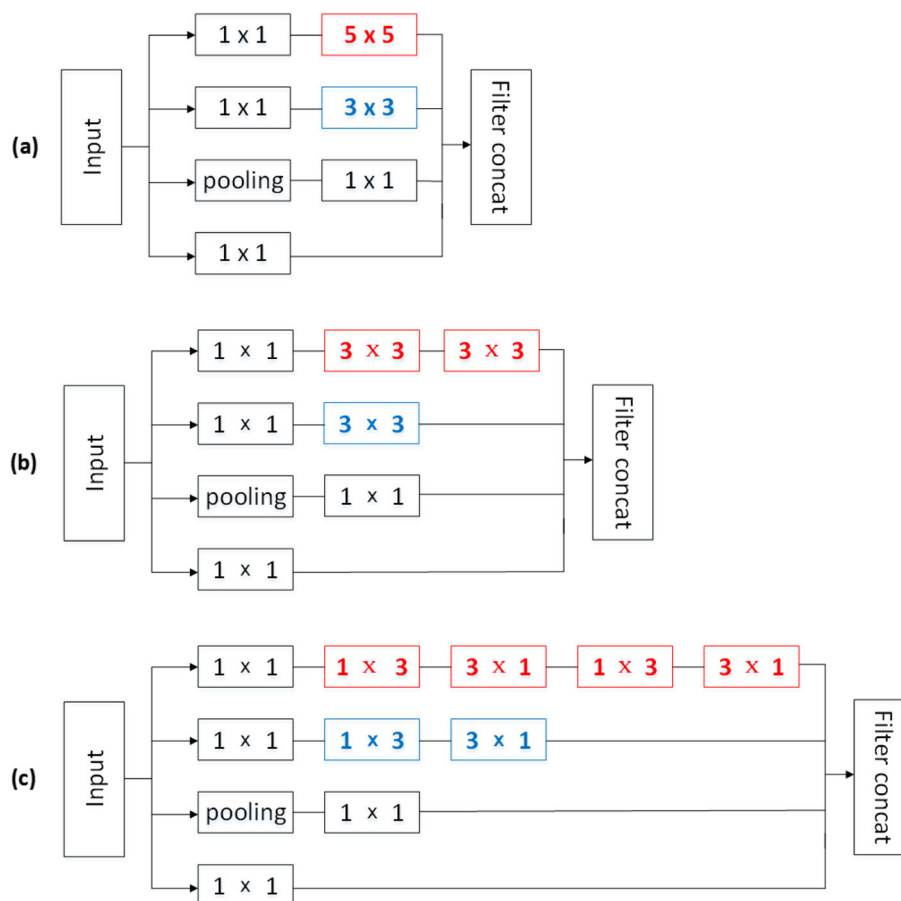 (a)
Input
1 x 1
5 x 5
1 x 1
3 x 3
pooling
1 x 1
1 x 1
Filter concat
(b)
Input
1 x 1
3 x 3
3 x 3
1 x 1
3 x 3
pooling
1 x 1
1 x 1
Filter concat
(c)
Input
1 x 1
1 x 3
3 x 1
1 x 3
3 x 1
1 x 1
1 x 3
3 x 1
pooling
1 x 1
1 x 1
Filter concat